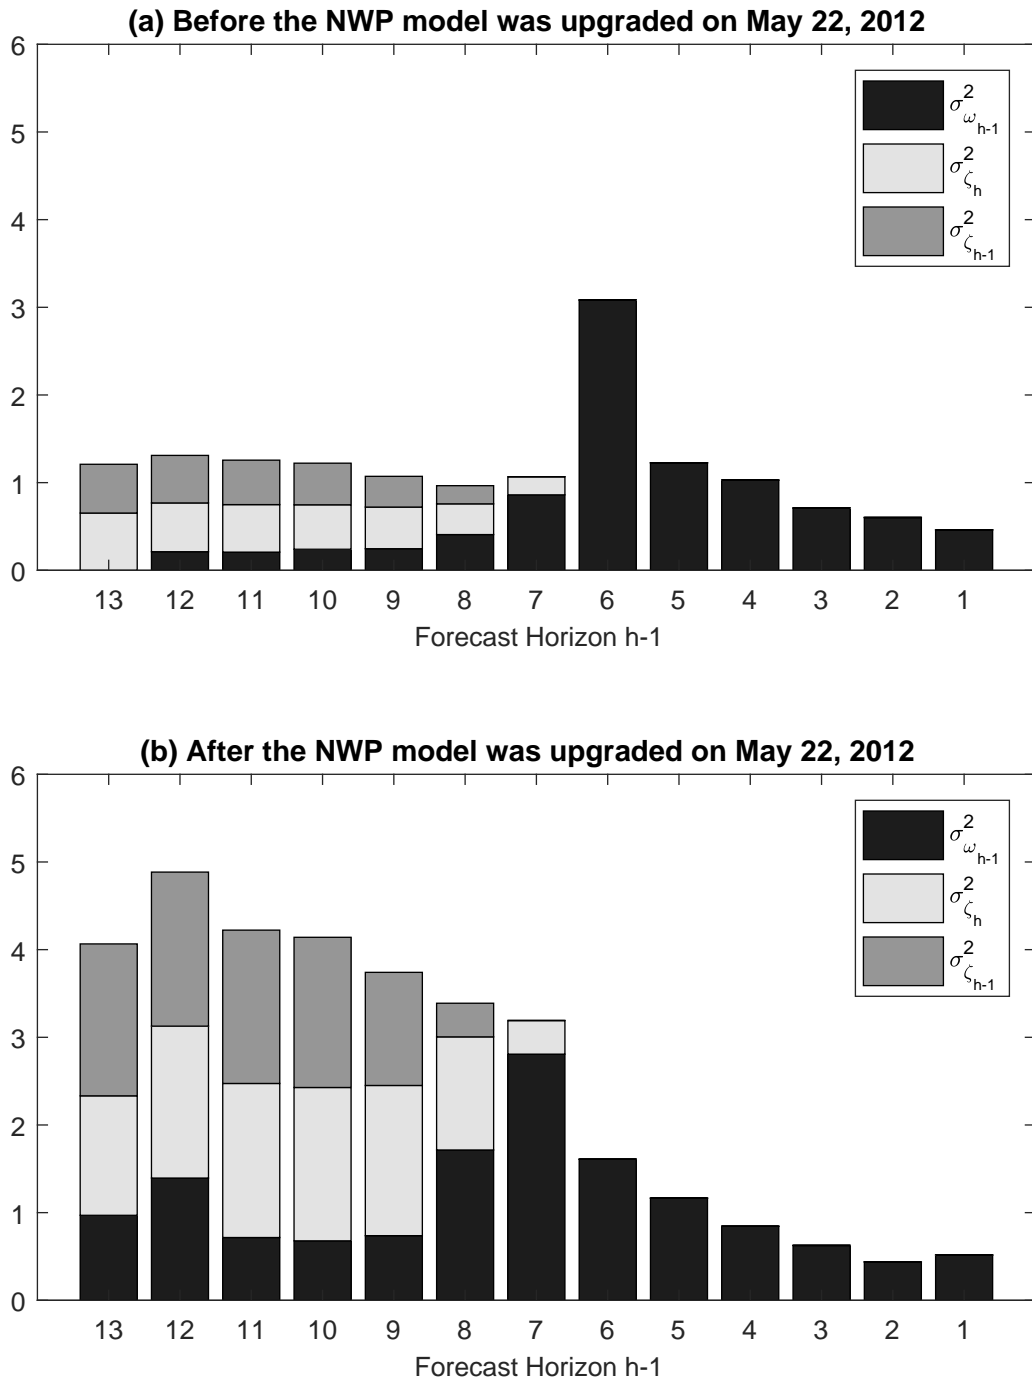 (a) Before the NWP model was upgraded on May 22, 2012
6
5
4
3
2
1
0
σ²ω h-1
σ²ζ h
σ²ζ h-1
13 12 11 10 9 8 7 6 5 4 3 2 1
Forecast Horizon h-1
(b) After the NWP model was upgraded on May 22, 2012
6
5
4
3
2
1
0
σ²ω h-1
σ²ζ h
σ²ζ h-1
13 12 11 10 9 8 7 6 5 4 3 2 1
Forecast Horizon h-1